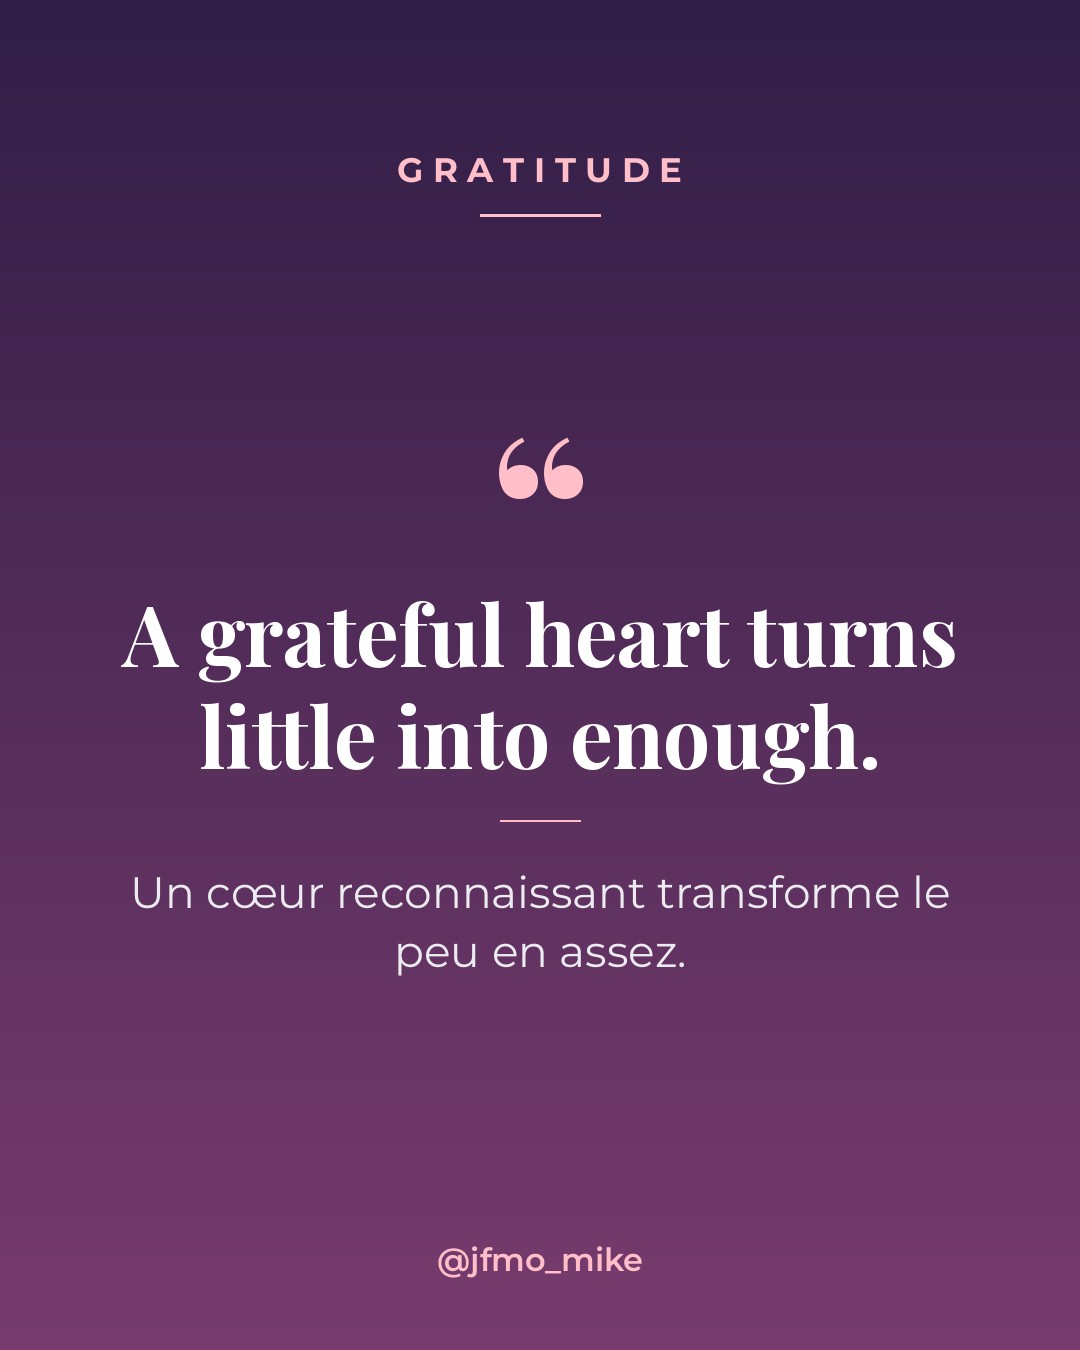 GRATITUDE
“
A grateful heart turns
little into enough.
Un cœur reconnaissant transforme le
peu en assez.
@jfmo_mike